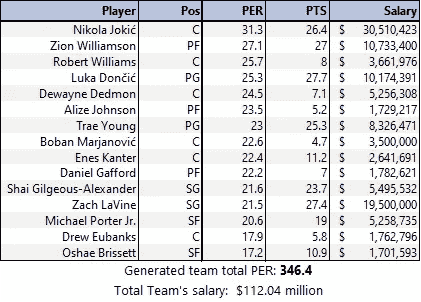 Player Pos PER PTS Salary
Nikola Jokić C 31.3 26.4 $ 30,510,423
Zion Williamson PF 27.1 27 $ 10,733,400
Robert Williams C 25.7 8 $ 3,661,976
Luka Dončić PG 25.3 27.7 $ 10,174,391
Dewayne Dedmon C 24.5 7.1 $ 5,256,308
Alize Johnson PF 23.5 5.2 $ 1,729,217
Trae Young PG 23 25.3 $ 8,326,471
Boban Marjanović C 22.6 4.7 $ 3,500,000
Enes Kanter C 22.4 11.2 $ 2,641,691
Daniel Gafford PF 22.2 7 $ 1,782,621
Shai Gilgeous-Alexander SG 21.6 23.7 $ 5,495,532
Zach LaVine SG 21.5 27.4 $ 19,500,000
Michael Porter Jr. SF 20.6 19 $ 5,258,735
Drew Eubanks C 17.9 5.8 $ 1,762,796
Oshae Brissett SF 17.2 10.9 $ 1,701,593
Generated team total PER: 346.4
Total Team's salary: $112.04 million